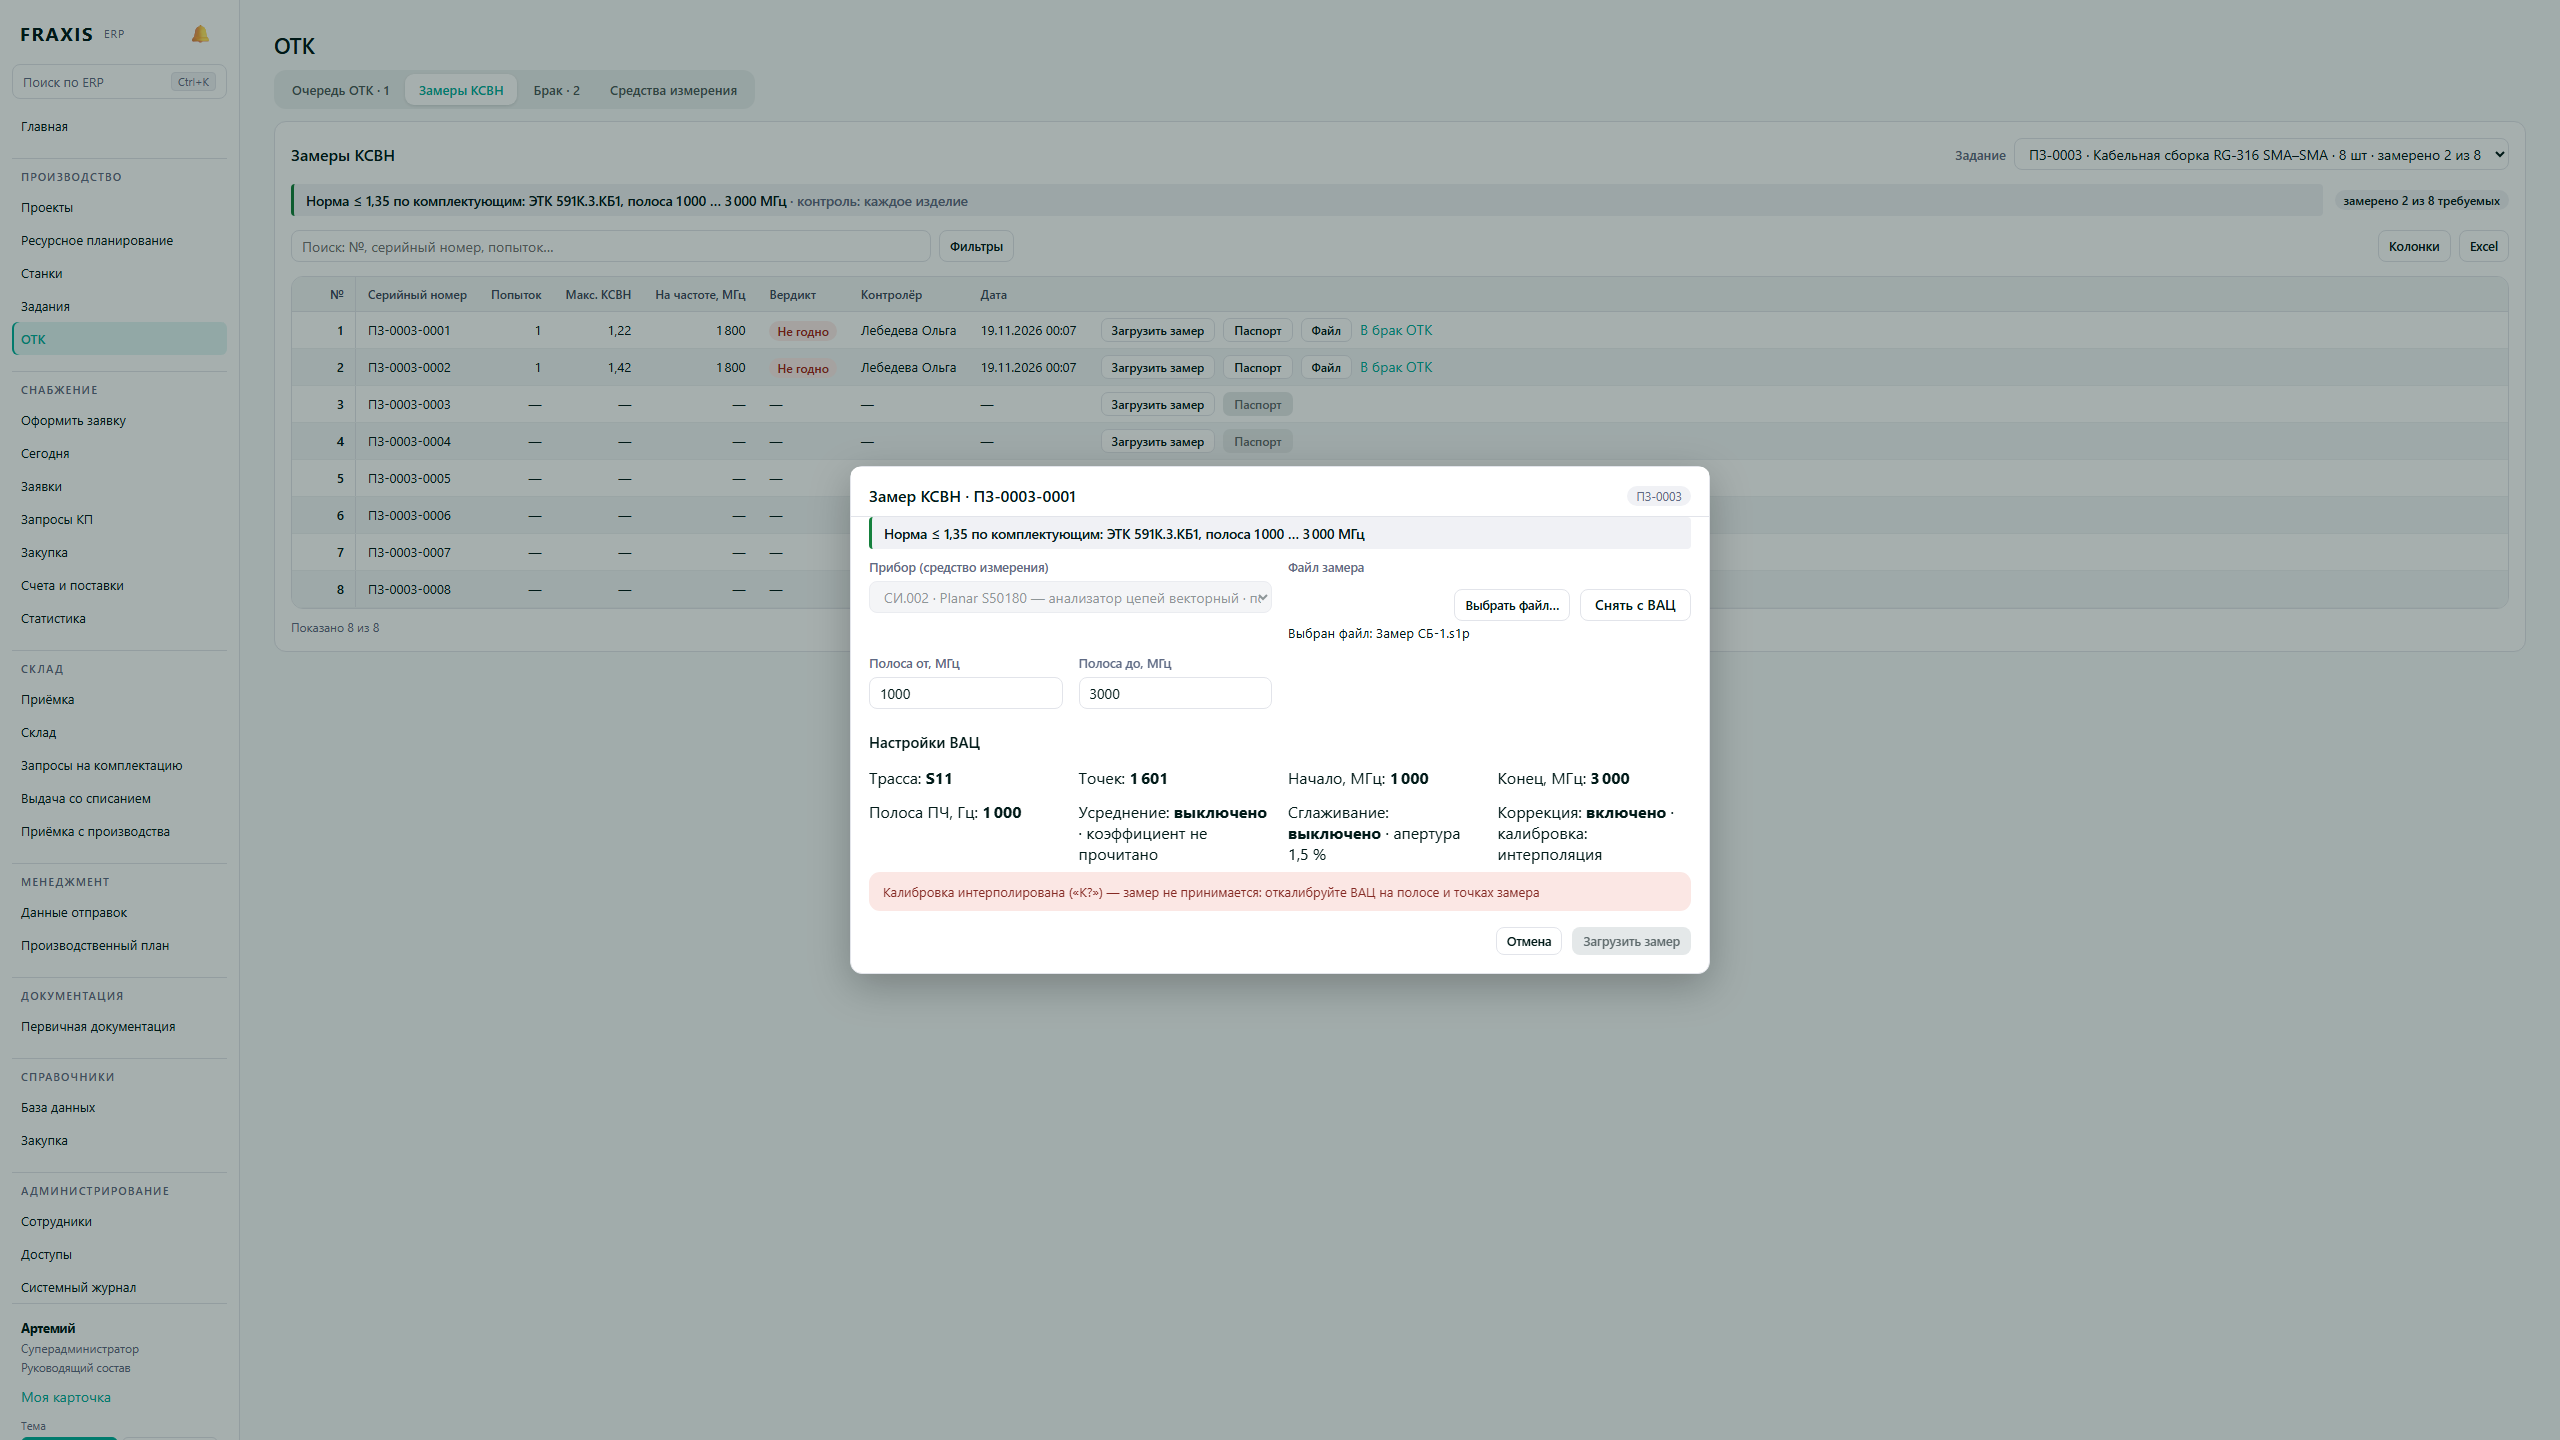 FRAXIS ERP
Поиск по ERP Ctrl+K
Главная
ПРОИЗВОДСТВО
Проекты
Ресурсное планирование
Станки
Задания
ОТК
СНАБЖЕНИЕ
Оформить заявку
Сегодня
Заявки
Запросы КП
Закупка
Счета и поставки
Статистика
СКЛАД
Приёмка
Склад
Запросы на комплектацию
Выдача со списанием
Приёмка с производства
МЕНЕДЖМЕНТ
Данные отправок
Производственный план
ДОКУМЕНТАЦИЯ
Первичная документация
СПРАВОЧНИКИ
База данных
Закупка
АДМИНИСТРИРОВАНИЕ
Сотрудники
Доступы
Системный журнал
Артемий
Суперадминистратор
Руководящий состав
Моя карточка
Тема
ОТК
Очередь ОТК · 1 Замеры КСВН Брак · 2 Средства измерения
Замеры КСВН Задание ПЗ-0003 · Кабельная сборка RG-316 SMA–SMA · 8 шт · замерено 2 из 8
Норма ≤ 1,35 по комплектующим: ЭТК 591К.3.КБ1, полоса 1000 … 3 000 МГц · контроль: каждое изделие замерено 2 из 8 требуемых
Поиск: №, серийный номер, попыток… Фильтры Колонки Excel
№ Серийный номер Попыток Макс. КСВН На частоте, МГц Вердикт Контролёр Дата
1 ПЗ-0003-0001 1 1,22 1 800 Не годно Лебедева Ольга 19.11.2026 00:07 Загрузить замер Паспорт Файл В брак ОТК
2 ПЗ-0003-0002 1 1,42 1 800 Не годно Лебедева Ольга 19.11.2026 00:07 Загрузить замер Паспорт Файл В брак ОТК
3 ПЗ-0003-0003 — — — — — — Загрузить замер Паспорт
4 ПЗ-0003-0004 — — — — — — Загрузить замер Паспорт
5 ПЗ-0003-0005 — — — —
6 ПЗ-0003-0006 — — — —
7 ПЗ-0003-0007 — — — —
8 ПЗ-0003-0008 — — — —
Показано 8 из 8
Замер КСВН · ПЗ-0003-0001 ПЗ-0003
Норма ≤ 1,35 по комплектующим: ЭТК 591К.3.КБ1, полоса 1000 … 3 000 МГц
Прибор (средство измерения) Файл замера
СИ.002 · Planar S50180 — анализатор цепей векторный ·
Выбрать файл… Снять с ВАЦ
Выбран файл: Замер СБ-1.s1p
Полоса от, МГц Полоса до, МГц
1000 3000
Настройки ВАЦ
Трасса: S11 Точек: 1 601 Начало, МГц: 1 000 Конец, МГц: 3 000
Полоса ПЧ, Гц: 1 000
Усреднение: выключено
· коэффициент не
прочитано
Сглаживание:
выключено · апертура
1,5 %
Коррекция: включено ·
калибровка:
интерполяция
Калибровка интерполирована («К?») — замер не принимается: откалибруйте ВАЦ на полосе и точках замера
Отмена Загрузить замер